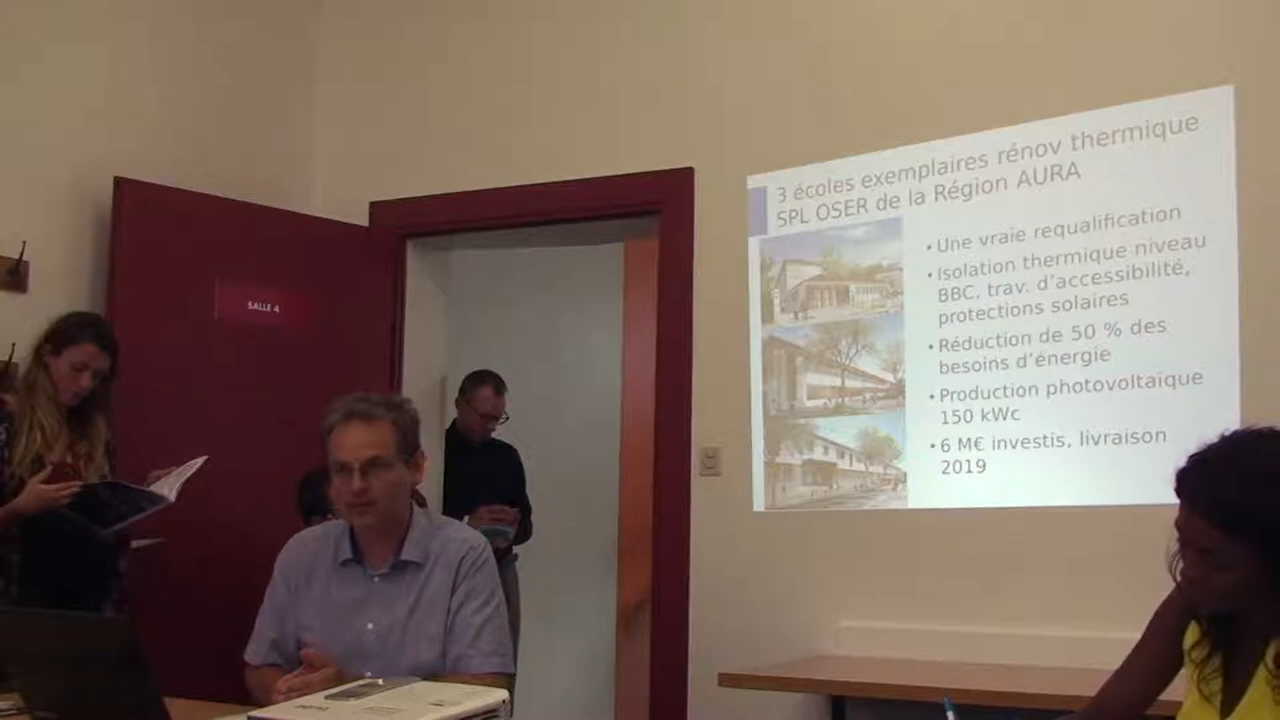 SALLE 4
3 écoles exemplaires rénov thermique
SPL OSER de la Région AURA
• Une vraie requalification
• Isolation thermique niveau
BBC, trav. d'accessibilité,
protections solaires
• Réduction de 50 % des
besoins d'énergie
• Production photovoltaïque
150 kWc
• 6 M€ investis, livraison
2019